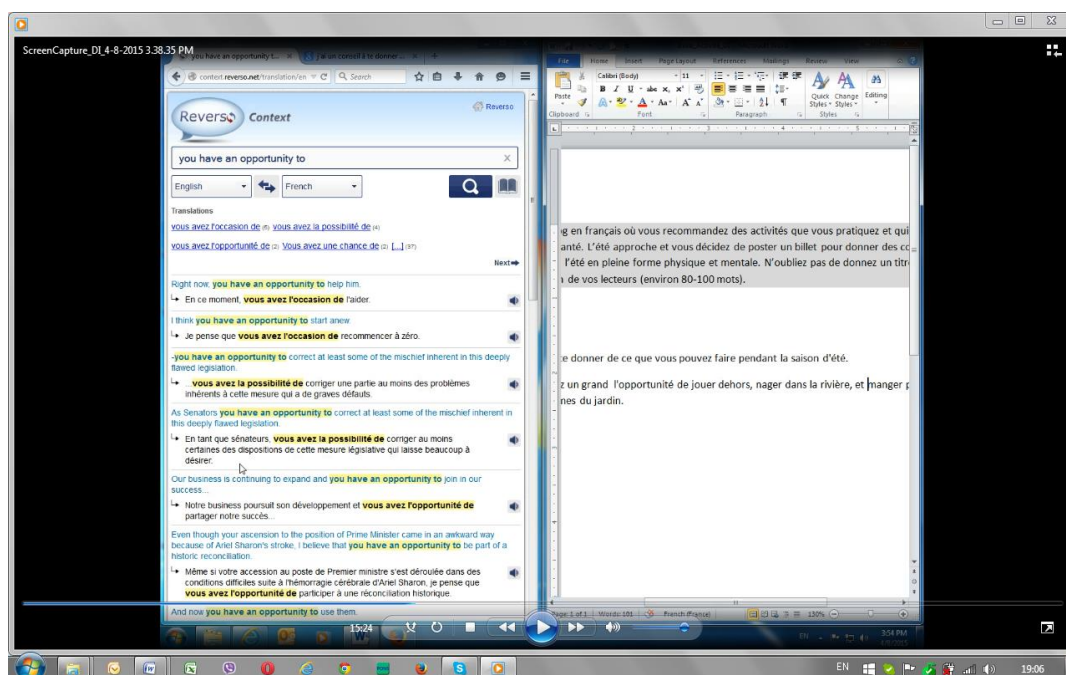 ScreenCapture_DI_4-8-2015 3.38.35 PM
you have an opportunity t...
j'ai un conseil à te donner ...
context.reverso.net/translation/en
Search
Reverso Context
Reverso
you have an opportunity to
English French
Translations
vous avez l'occasion de (6) vous avez la possibilité de (4)
vous avez l'opportunité de (2) Vous avez une chance de (2) [...] (37)
Next
Right now, you have an opportunity to help him.
En ce moment, vous avez l'occasion de l'aider.
I think you have an opportunity to start anew.
Je pense que vous avez l'occasion de recommencer à zéro.
-you have an opportunity to correct at least some of the mischief inherent in this deeply
flawed legislation.
...vous avez la possibilité de corriger une partie au moins des problèmes
inhérents à cette mesure qui a de graves défauts.
As Senators you have an opportunity to correct at least some of the mischief inherent in
this deeply flawed legislation.
En tant que sénateurs, vous avez la possibilité de corriger au moins
certaines des dispositions de cette mesure législative qui laisse beaucoup à
désirer.
Our business is continuing to expand and you have an opportunity to join in our
success...
Notre business poursuit son développement et vous avez l'opportunité de
partager notre succès...
Even though your ascension to the position of Prime Minister came in an awkward way
because of Ariel Sharon's stroke, I believe that you have an opportunity to be part of a
historic reconciliation.
Même si votre accession au poste de Premier ministre s'est déroulée dans des
conditions difficiles suite à l'hémorragie cérébrale d'Ariel Sharon, je pense que
vous avez l'opportunité de participer à une réconciliation historique.
And now you have an opportunity to use them.
File Home Insert Page Layout References Mailings Review View
Calibri (Body) 11
Paste
Quick Styles
Change Styles
Editing
Clipboard Font Paragraph Styles
og en français où vous recommandez des activités que vous pratiquez et qui
anté. L'été approche et vous décidez de poster un billet pour donner des co
l'été en pleine forme physique et mentale. N'oubliez pas de donnez un titr
n de vos lecteurs (environ 80-100 mots).
te donner de ce que vous pouvez faire pendant la saison d'été.
z un grand l'opportunité de jouer dehors, nager dans la rivière, et manger p
nes du jardin.
Page: 1 of 1 Words: 101 French (France) 130%
15:24
EN 3:54 PM
EN 19:06